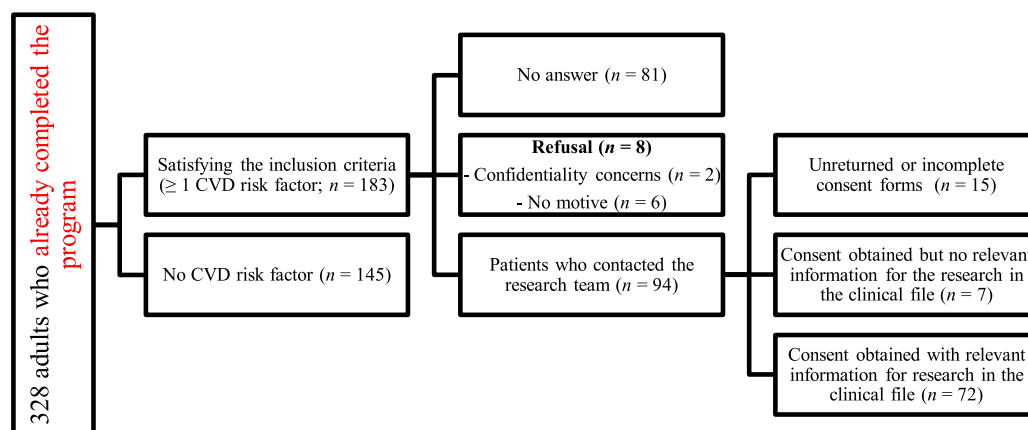 328 adults who already completed the
program
Satisfying the inclusion criteria
(≥ 1 CVD risk factor; n = 183)
No CVD risk factor (n = 145)
No answer (n = 81)
Refusal (n = 8)
- Confidentiality concerns (n = 2)
- No motive (n = 6)
Patients who contacted the
research team (n = 94)
Unreturned or incomplete
consent forms (n = 15)
Consent obtained but no relevant
information for the research in
the clinical file (n = 7)
Consent obtained with relevant
information for research in the
clinical file (n = 72)